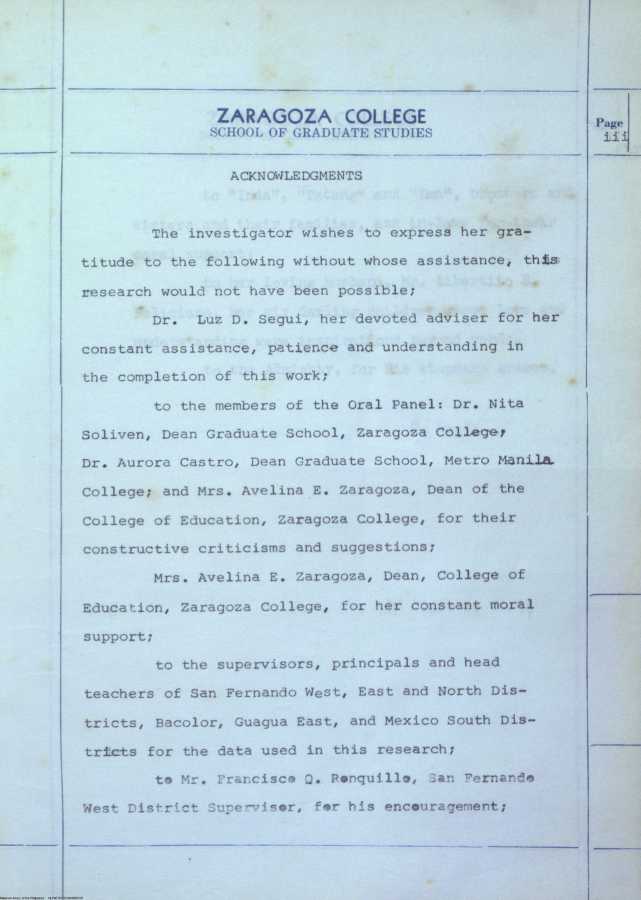 ZARAGOZA COLLEGE
SCHOOL OF GRADUATE STUDIES
Page
iii
ACKNOWLEDGMENTS
The investigator wishes to express her gra-
titude to the following without whose assistance, this
research would not have been possible;
Dr. Luz D. Segui, her devoted adviser for her
constant assistance, patience and understanding in
the completion of this work;
to the members of the Oral Panel: Dr. Nita
Soliven, Dean Graduate School, Zaragoza College;
Dr. Aurora Castro, Dean Graduate School, Metro Manila
College; and Mrs. Avelina E. Zaragoza, Dean of the
College of Education, Zaragoza College, for their
constructive criticisms and suggestions;
Mrs. Avelina E. Zaragoza, Dean, College of
Education, Zaragoza College, for her constant moral
support;
to the supervisors, principals and head
teachers of San Fernando West, East and North Dis-
tricts, Bacolor, Guagua East, and Mexico South Dis-
tricts for the data used in this research;
to Mr. Francisco Q. Ronquillo, San Fernando
West District Supervisor, for his encouragement;